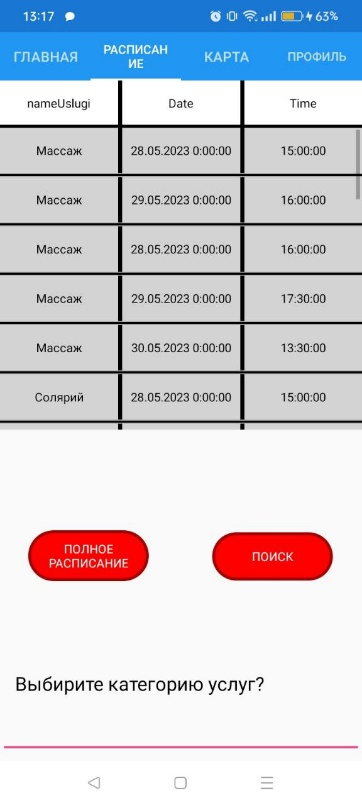 13:17 63%
ГЛАВНАЯ РАСПИСАН
ИЕ КАРТА ПРОФИЛЬ
nameUslugi Date Time
Массаж 28.05.2023 0:00:00 15:00:00
Массаж 29.05.2023 0:00:00 16:00:00
Массаж 28.05.2023 0:00:00 16:00:00
Массаж 29.05.2023 0:00:00 17:30:00
Массаж 30.05.2023 0:00:00 13:30:00
Солярий 28.05.2023 0:00:00 15:00:00
ПОЛНОЕ
РАСПИСАНИЕ
ПОИСК
Выбирите категорию услуг?